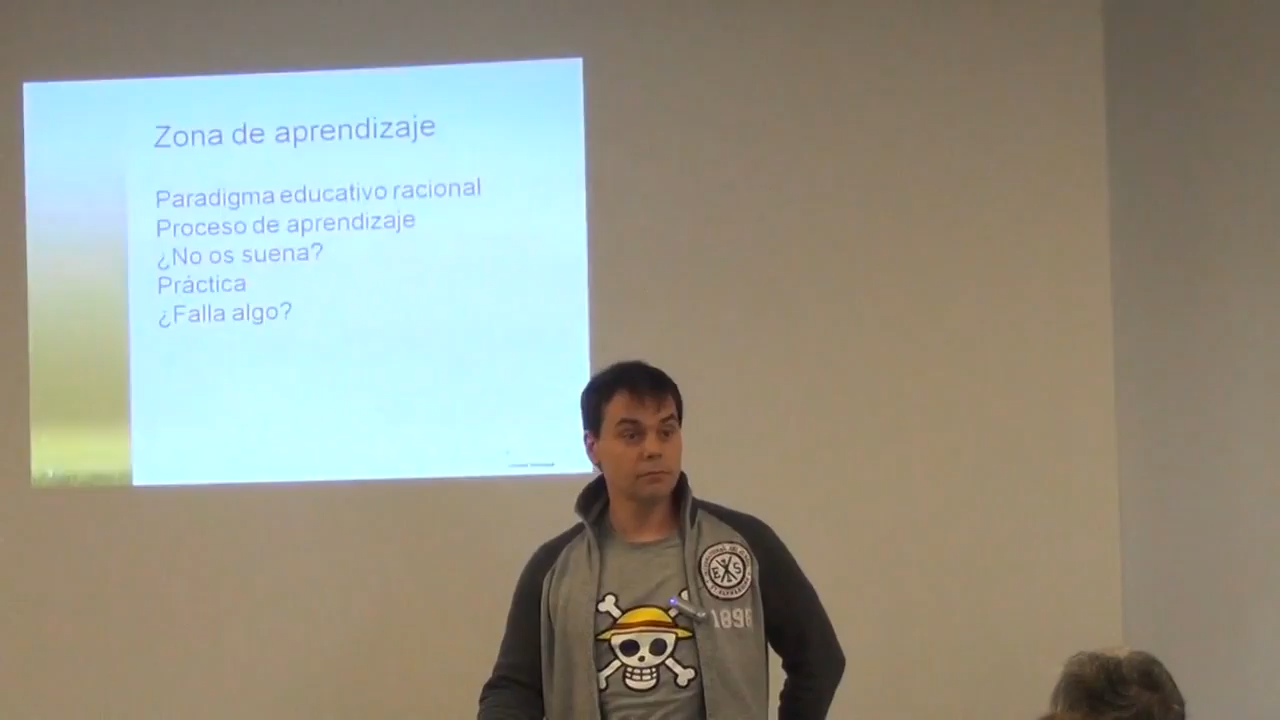 Zona de aprendizaje
Paradigma educativo racional
Proceso de aprendizaje
¿No os suena?
Práctica
¿Falla algo?
E S
1896